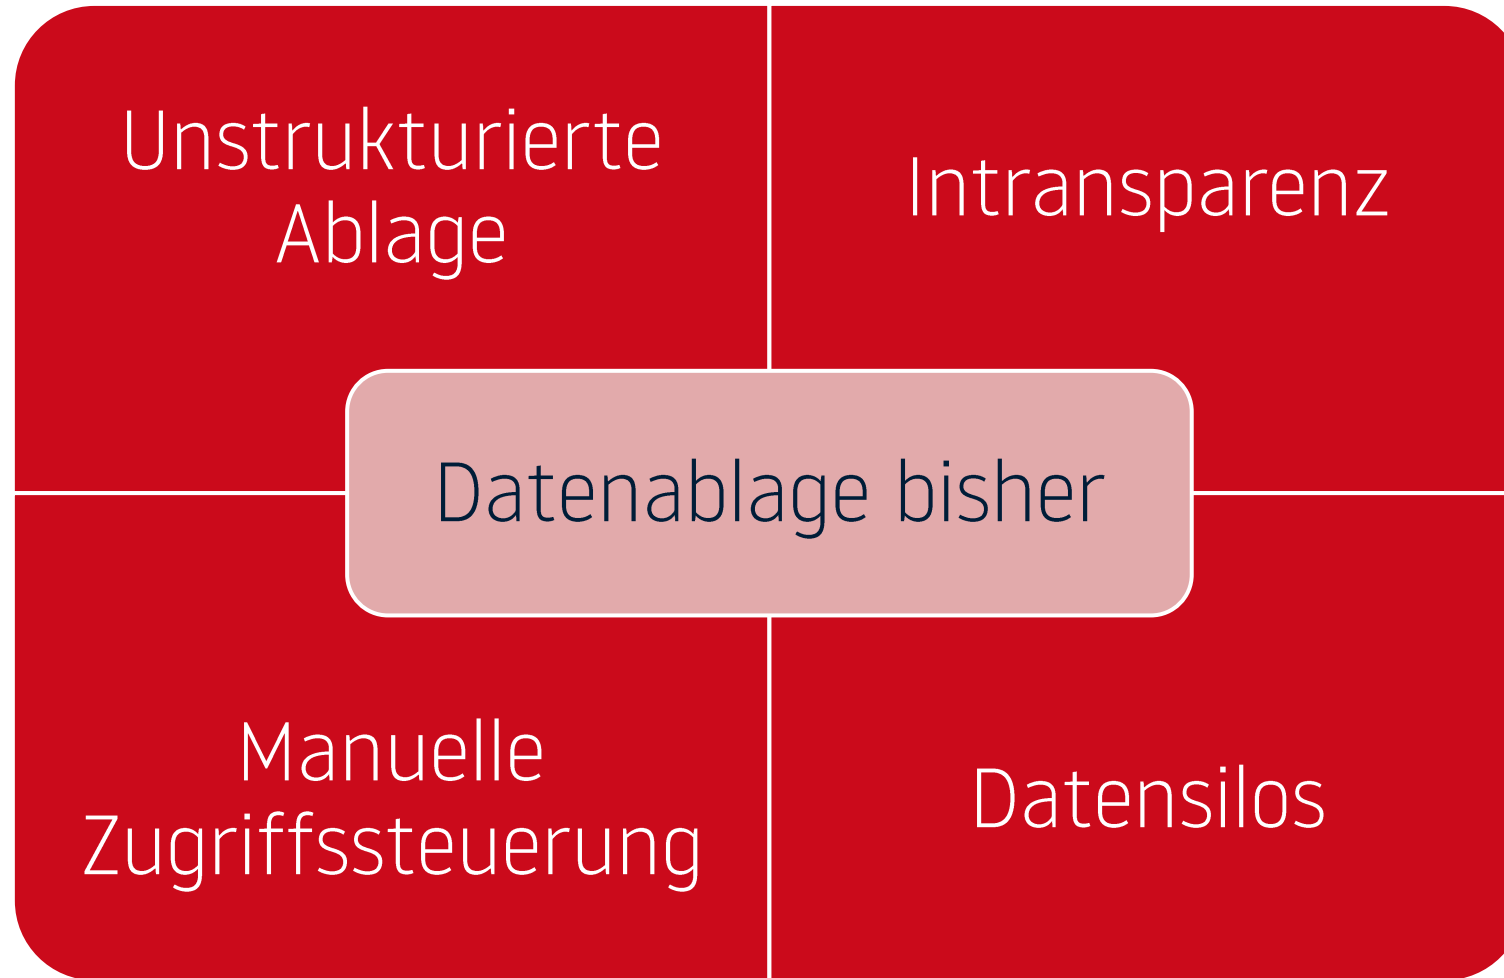 Unstrukturierte
Ablage
Intransparenz
Datenablage bisher
Manuelle
Zugriffssteuerung
Datensilos